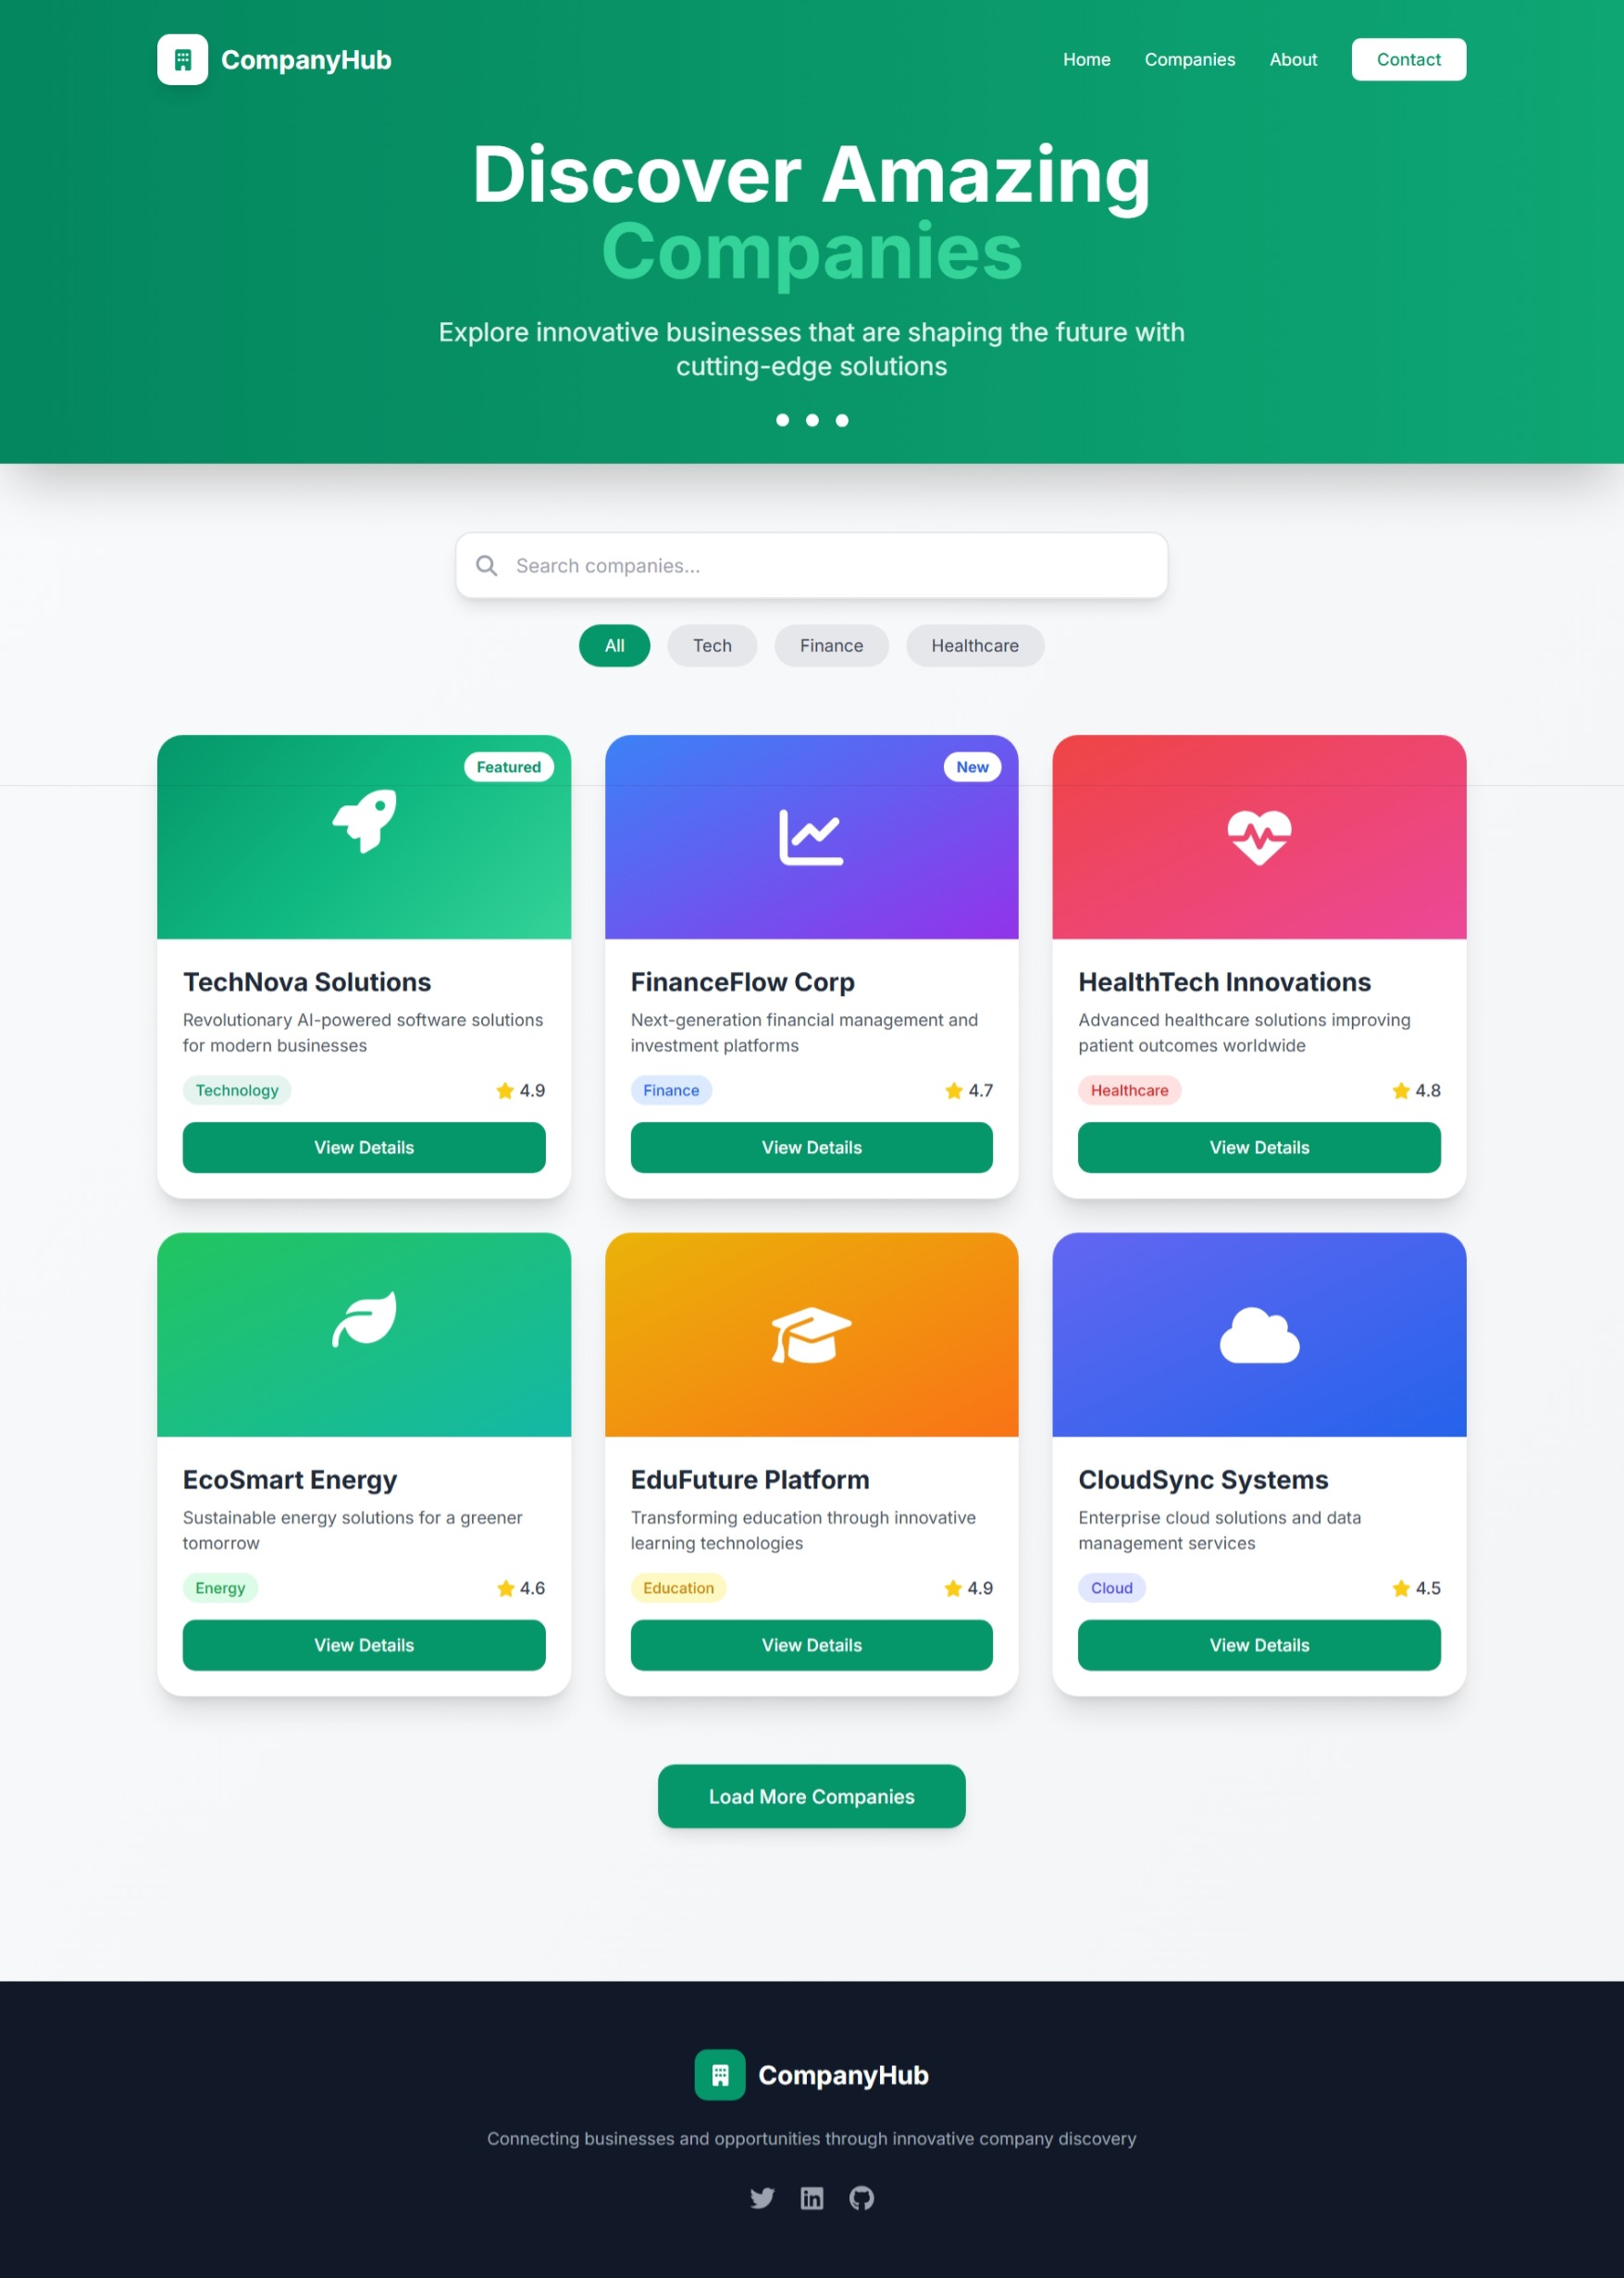 CompanyHub
Home
Companies
About
Contact
Discover Amazing
Companies
Explore innovative businesses that are shaping the future with
cutting-edge solutions
Search companies...
All
Tech
Finance
Healthcare
Featured
TechNova Solutions
Revolutionary AI-powered software solutions
for modern businesses
Technology
4.9
View Details
New
FinanceFlow Corp
Next-generation financial management and
investment platforms
Finance
4.7
View Details
HealthTech Innovations
Advanced healthcare solutions improving
patient outcomes worldwide
Healthcare
4.8
View Details
EcoSmart Energy
Sustainable energy solutions for a greener
tomorrow
Energy
4.6
View Details
EduFuture Platform
Transforming education through innovative
learning technologies
Education
4.9
View Details
CloudSync Systems
Enterprise cloud solutions and data
management services
Cloud
4.5
View Details
Load More Companies
CompanyHub
Connecting businesses and opportunities through innovative company discovery